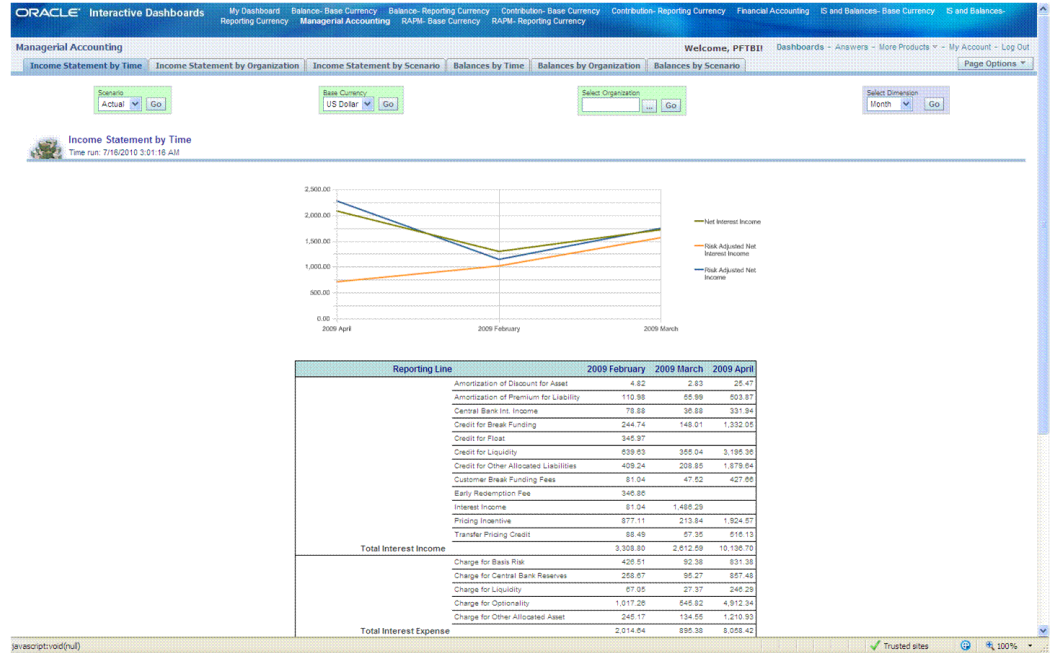 ORACLE Interactive Dashboards
My Dashboard Balance- Base Currency Balance- Reporting Currency Contribution- Base Currency Contribution- Reporting Currency Financial Accounting IS and Balances- Base Currency IS and Balances-
Reporting Currency Managerial Accounting RAPM- Base Currency RAPM- Reporting Currency
Managerial Accounting Welcome, PFTBI! Dashboards - Answers - More Products - My Account - Log Out
Income Statement by Time Income Statement by Organization Income Statement by Scenario Balances by Time Balances by Organization Balances by Scenario Page Options
Scenario Base Currency Select Organization Select Dimension
Actual Go US Dollar Go ... Go Month Go
Income Statement by Time
Time run: 7/16/2010 3:01:16 AM
2,500.00
2,000.00
1,500.00
1,000.00
500.00
0.00
2009 April 2009 February 2009 March
Net Interest Income
Risk Adjusted Net
Interest Income
Risk Adjusted Net
Income
Reporting Line 2009 February 2009 March 2009 April
Amortization of Discount for Asset 4.82 2.83 25.47
Amortization of Premium for Liability 110.98 55.99 503.87
Central Bank Int. Income 78.88 36.88 331.94
Credit for Break Funding 244.74 148.01 1,332.05
Credit for Float 345.97
Credit for Liquidity 639.63 355.04 3,195.36
Credit for Other Allocated Liabilities 409.24 208.85 1,879.64
Customer Break Funding Fees 81.04 47.52 427.66
Early Redemption Fee 346.86
Interest Income 81.04 1,486.29
Pricing Incentive 877.11 213.84 1,924.57
Transfer Pricing Credit 88.49 57.35 516.13
Total Interest Income 3,308.80 2,612.59 10,136.70
Charge for Basis Risk 426.51 92.38 831.38
Charge for Central Bank Reserves 258.67 95.27 857.48
Charge for Liquidity 67.05 27.37 246.29
Charge for Optionality 1,017.26 545.82 4,912.34
Charge for Other Allocated Asset 245.17 134.55 1,210.93
Total Interest Expense 2,014.64 895.38 8,058.42
javascript:void(null) Trusted sites 100%